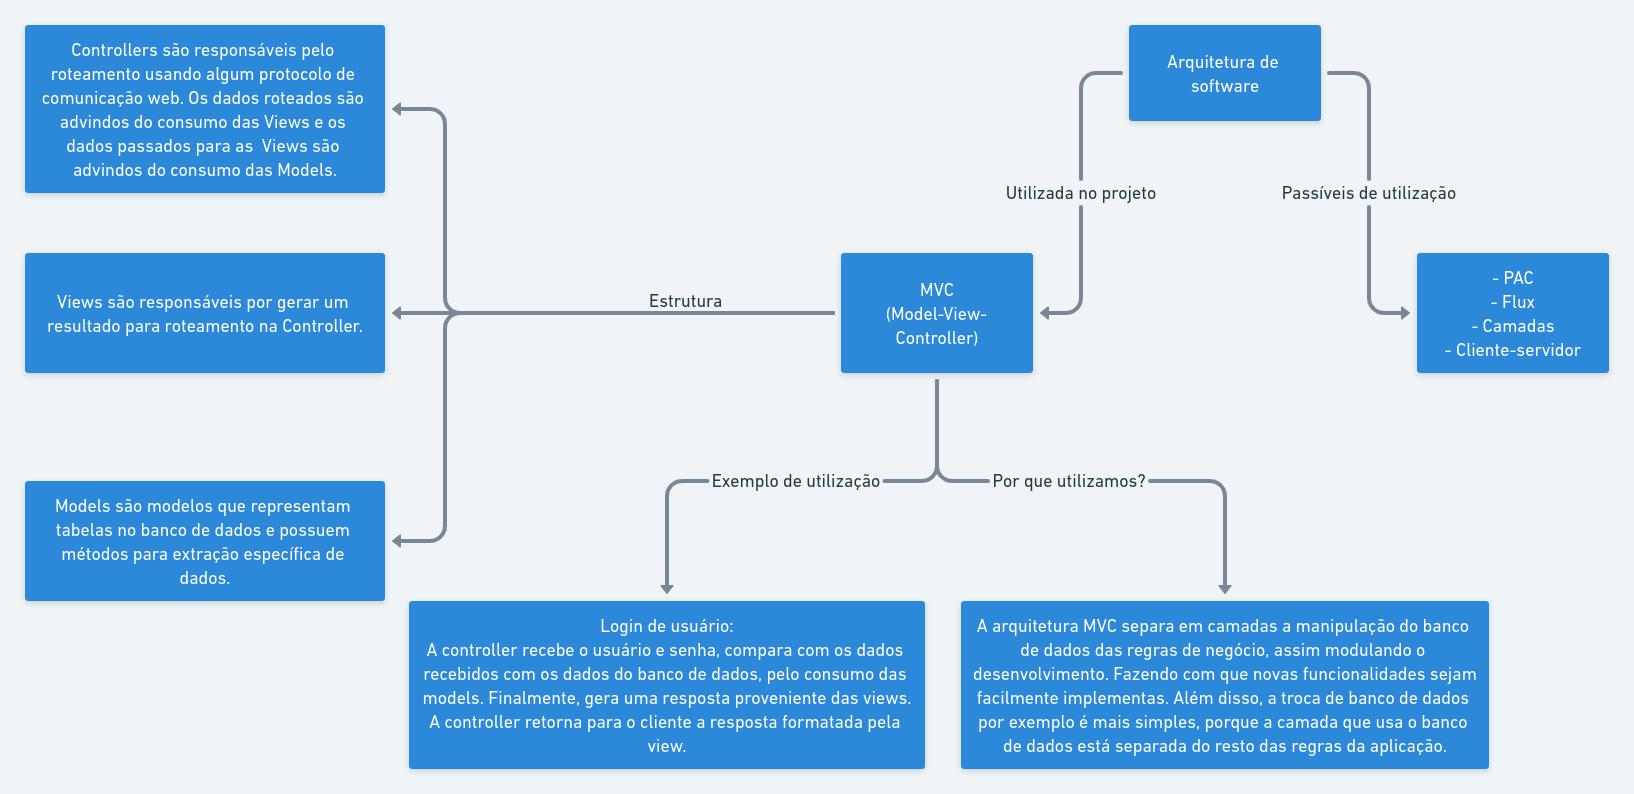 Arquitetura de
software
Utilizada no projeto
Passíveis de utilização
- PAC
- Flux
- Camadas
- Cliente-servidor
MVC
(Model-View-
Controller)
Estrutura
Controllers são responsáveis pelo
roteamento usando algum protocolo de
comunicação web. Os dados roteados são
advindos do consumo das Views e os
dados passados para as  Views são
advindos do consumo das Models.
Views são responsáveis por gerar um
resultado para roteamento na Controller.
Models são modelos que representam
tabelas no banco de dados e possuem
métodos para extração específica de
dados.
Exemplo de utilização
Por que utilizamos?
Login de usuário:
A controller recebe o usuário e senha, compara com os dados
recebidos com os dados do banco de dados, pelo consumo das
models. Finalmente, gera uma resposta proveniente das views.
A controller retorna para o cliente a resposta formatada pela
view.
A arquitetura MVC separa em camadas a manipulação do banco
de dados das regras de negócio, assim modulando o
desenvolvimento. Fazendo com que novas funcionalidades sejam
facilmente implementas. Além disso, a troca de banco de dados
por exemplo é mais simples, porque a camada que usa o banco
de dados está separada do resto das regras da aplicação.